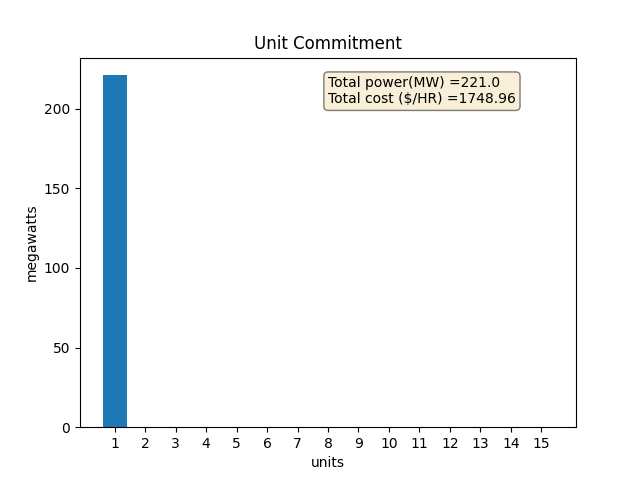 Unit Commitment
Total power(MW) =221.0
Total cost ($/HR) =1748.96
megawatts
200
150
100
50
0
1 2 3 4 5 6 7 8 9 10 11 12 13 14 15
units